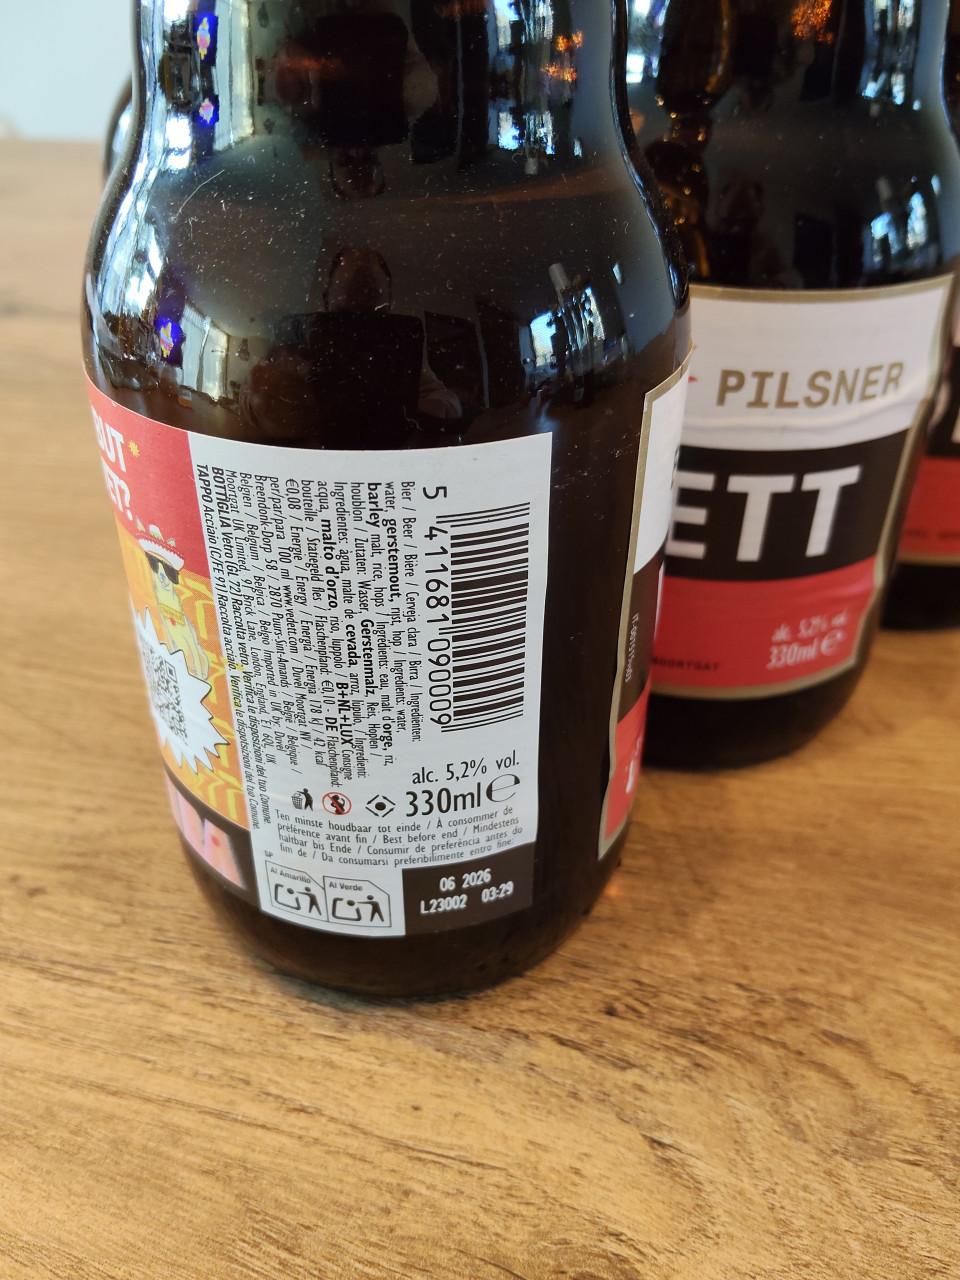 5 411681 090009
Bier / Beer / Bière / Cerveja clara / Birra / Ingrediënten:
water, gerstemout, rijst, hop / Ingredients: water,
barley malt, rice, hops / Ingrédients: eau, malt d'orge, riz,
houblon / Zutaten: Wasser, Gerstenmalz, Reis, Hopfen /
Ingredientes: água, malte de cevada, arroz, lúpulo, / Ingredienti:
acqua, malto d'orzo, riso, luppolo / B+NL+LUX Consigne
bouteille / Statiegeld fles / Flaschenpfand: €0,10 - DE Flaschenpfand:
€0,08 / Energie / Energy / Energia / Energia 178 kJ / 42 kcal
per/par/para 100 ml www.vedett.com / Duvel Moortgat NV /
Breendonk-Dorp 58 / 2870 Puurs-Sint-Amands / België / Belgique /
Belgien / Belgium / Bélgica / Belgio Imported in UK by Duvel
Moortgat UK Limited, 91 Brick Lane, London, England, E1 6QL, UK
BOTTIGLIA Vetro (GL 72) Raccolta vetro. Verifica le disposizioni del tuo Comune
TAPPO Acciaio (C/FE 91) Raccolta acciaio. Verifica le disposizioni del tuo Comune.
alc. 5,2% vol.
330ml e
Ten minste houdbaar tot einde / À consommer de
préférence avant fin / Best before end / Mindestens
haltbar bis Ende / Consumir de preferência antes do
fim de / Da consumarsi preferibilmente entro fine:
SP
Al Amarillo
Al Verde
06 2026
L23002 03:29
PILSNER
ETT
alc. 5,2% vol.
330ml e
MOORTGAT